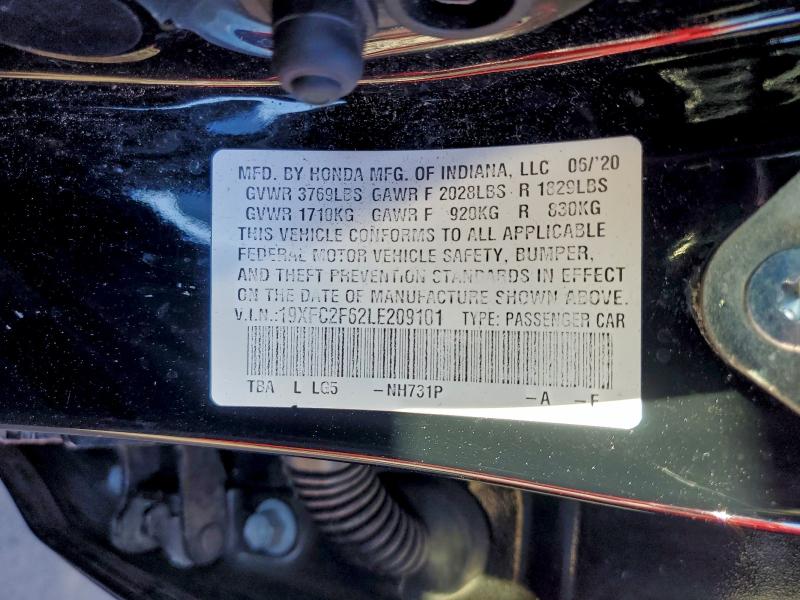 MFD. BY HONDA MFG. OF INDIANA, LLC 06/'20
GVWR 3769LBS GAWR F 2028LBS R 1829LBS
GVWR 1710KG GAWR F 920KG R 830KG
THIS VEHICLE CONFORMS TO ALL APPLICABLE
FEDERAL MOTOR VEHICLE SAFETY, BUMPER,
AND THEFT PREVENTION STANDARDS IN EFFECT
ON THE DATE OF MANUFACTURE SHOWN ABOVE.
V.I.N.:19XFC2F62LE209101 TYPE: PASSENGER CAR
TBA L LG5 -NH731P -A -F